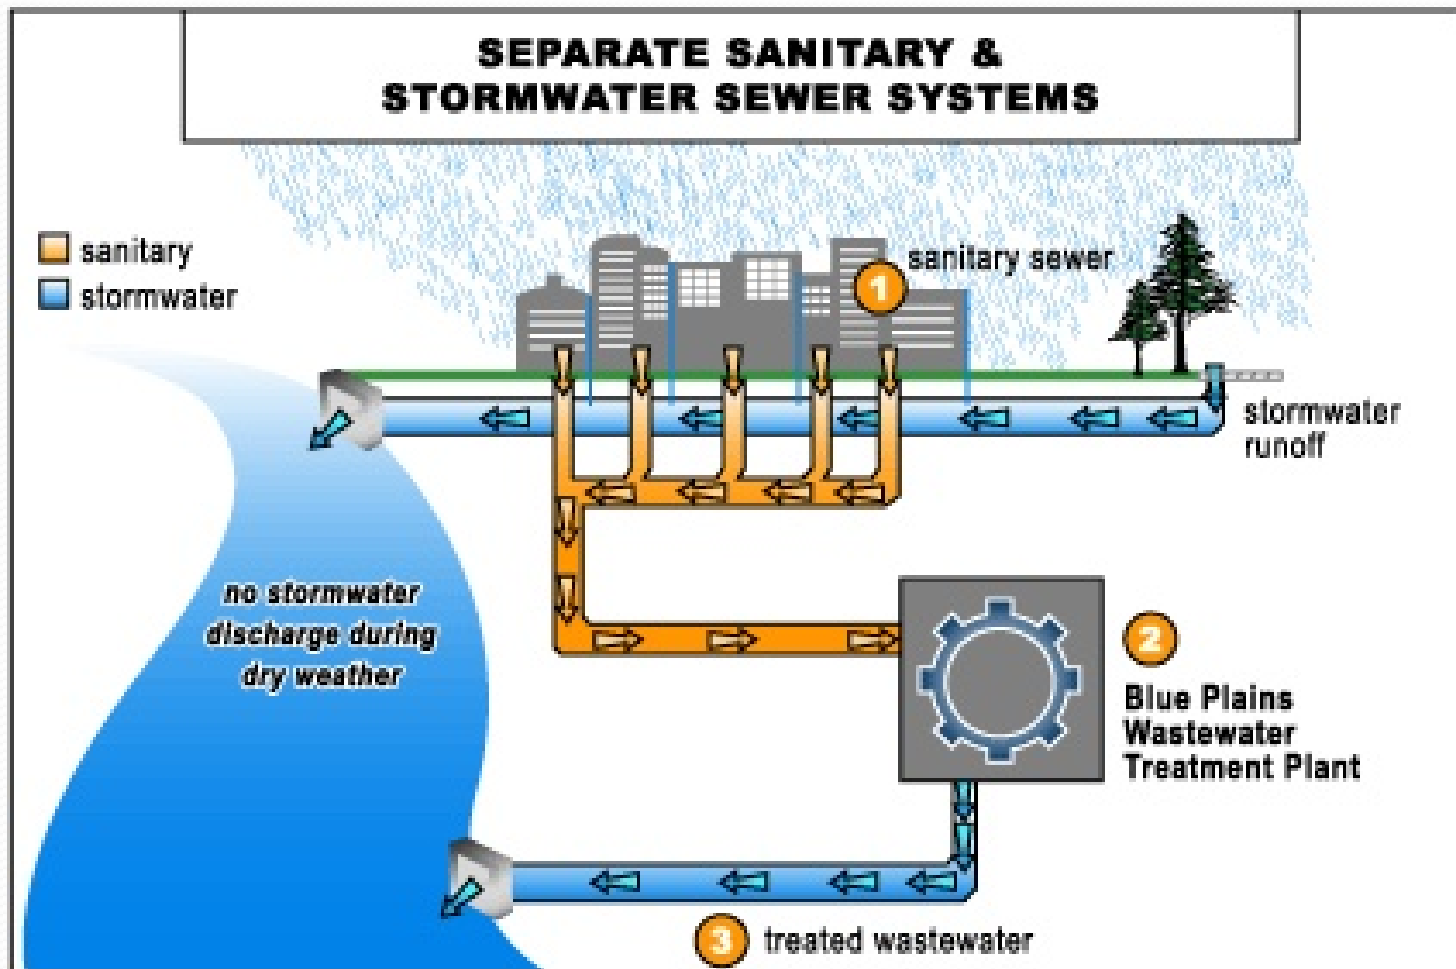 SEPARATE SANITARY &
STORMWATER SEWER SYSTEMS
sanitary
stormwater
1
sanitary sewer
stormwater
runoff
no stormwater
discharge during
dry weather
2
Blue Plains
Wastewater
Treatment Plant
3
treated wastewater